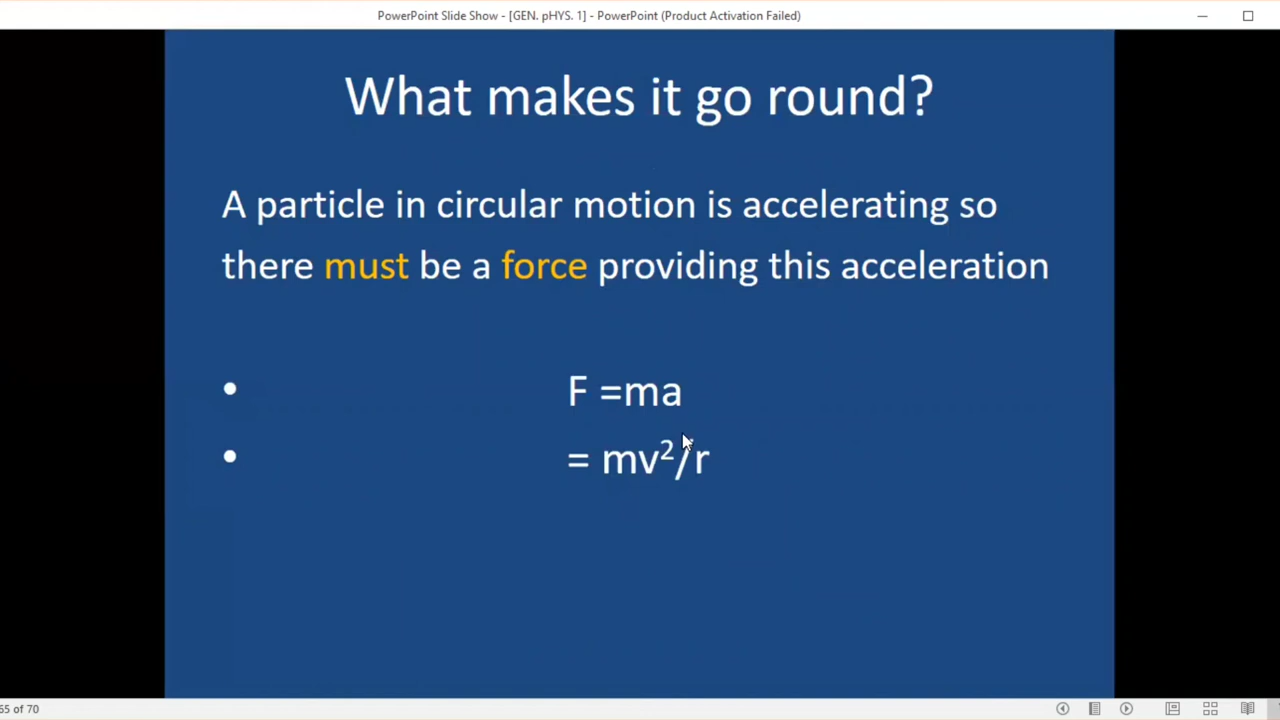 PowerPoint Slide Show - [GEN. pHYS. 1] - PowerPoint (Product Activation Failed)
What makes it go round?
A particle in circular motion is accelerating so
there must be a force providing this acceleration
• F =ma
• = mv²/r
65 of 70